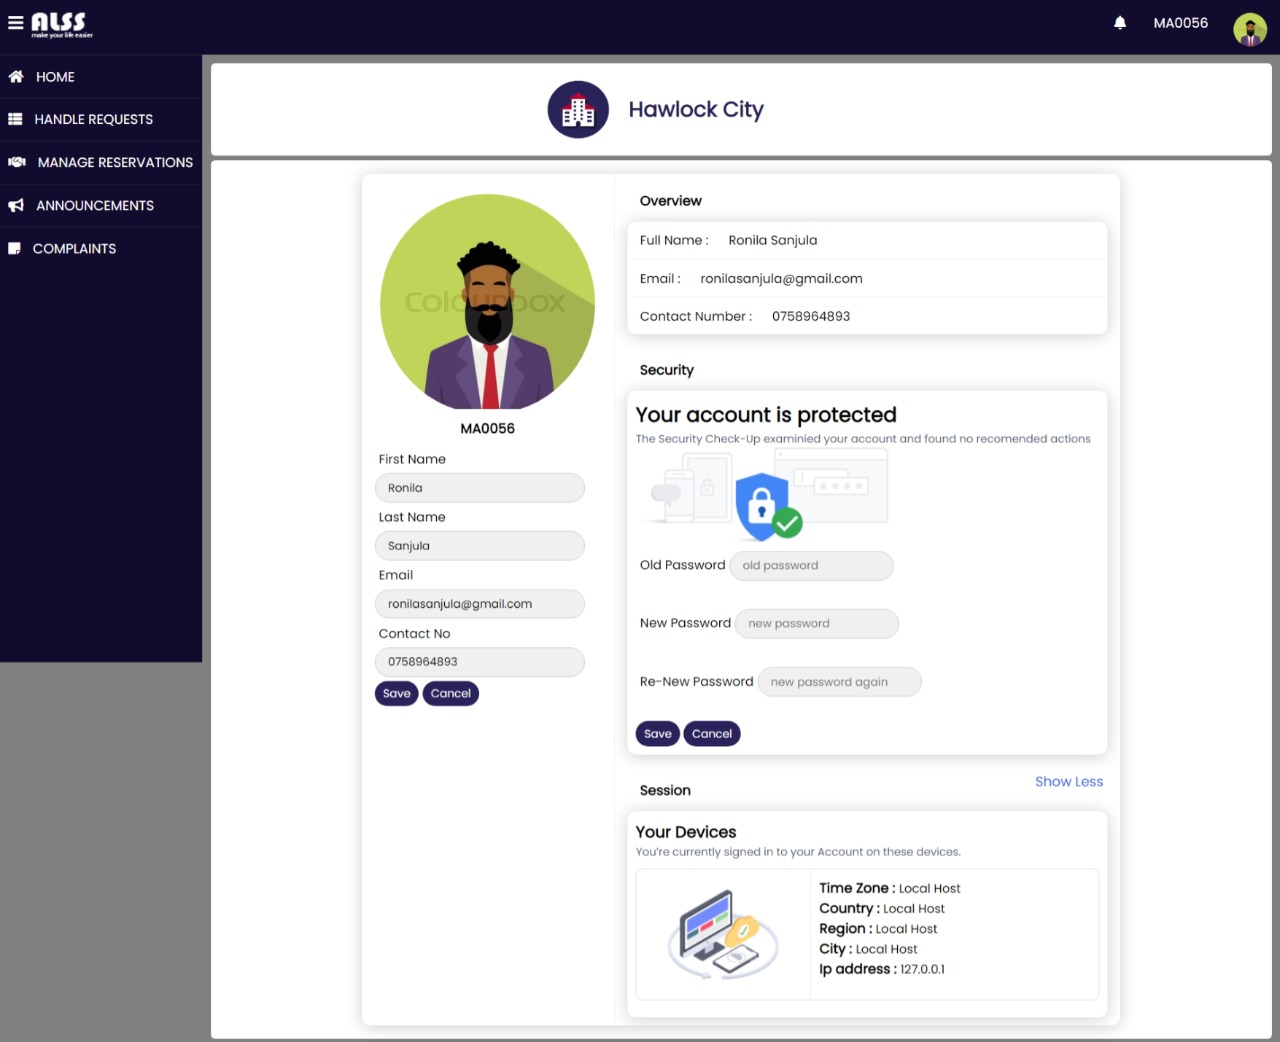 ALSS
make your life easier
MA0056
HOME
HANDLE REQUESTS
MANAGE RESERVATIONS
ANNOUNCEMENTS
COMPLAINTS
Hawlock City
Colourbox
MA0056
First Name
Ronila
Last Name
Sanjula
Email
ronilasanjula@gmail.com
Contact No
0758964893
Save Cancel
Overview
Full Name : Ronila Sanjula
Email : ronilasanjula@gmail.com
Contact Number : 0758964893
Security
Your account is protected
The Security Check-Up examinied your account and found no recomended actions
Old Password old password
New Password new password
Re-New Password new password again
Save Cancel
Session
Show Less
Your Devices
You're currently signed in to your Account on these devices.
Time Zone : Local Host
Country : Local Host
Region : Local Host
City : Local Host
Ip address : 127.0.0.1